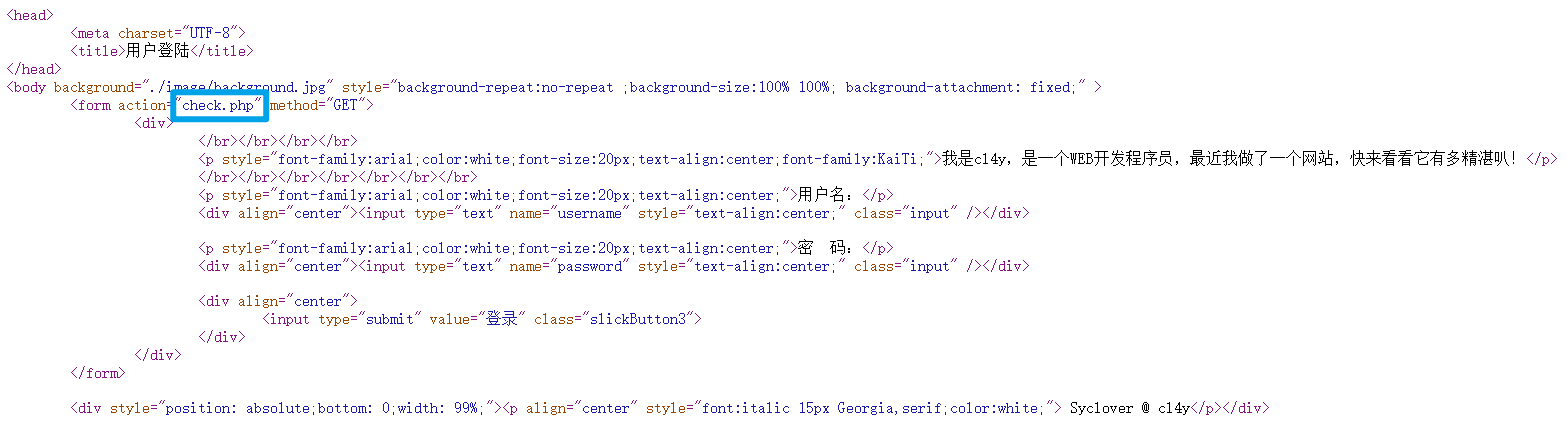 <head>
<meta charset="UTF-8">
<title>用户登陆</title>
</head>
<body background="./image/background.jpg" style="background-repeat:no-repeat ;background-size:100% 100%; background-attachment: fixed;" >
<form action="check.php" method="GET">
<div>
</br></br></br></br>
<p style="font-family:arial;color:white;font-size:20px;text-align:center;font-family:KaiTi;">我是cl4y，是一个WEB开发程序员，最近我做了一个网站，快来看看它有多精湛叭！</p>
</br></br></br></br></br></br></br>
<p style="font-family:arial;color:white;font-size:20px;text-align:center;">用户名：</p>
<div align="center"><input type="text" name="username" style="text-align:center;" class="input" /></div>
<p style="font-family:arial;color:white;font-size:20px;text-align:center;">密　码：</p>
<div align="center"><input type="text" name="password" style="text-align:center;" class="input" /></div>
<div align="center">
<input type="submit" value="登录" class="slickButton3">
</div>
</div>
</form>
<div style="position: absolute;bottom: 0;width: 99%;"><p align="center" style="font:italic 15px Georgia,serif;color:white;"> Syclover @ cl4y</p></div>